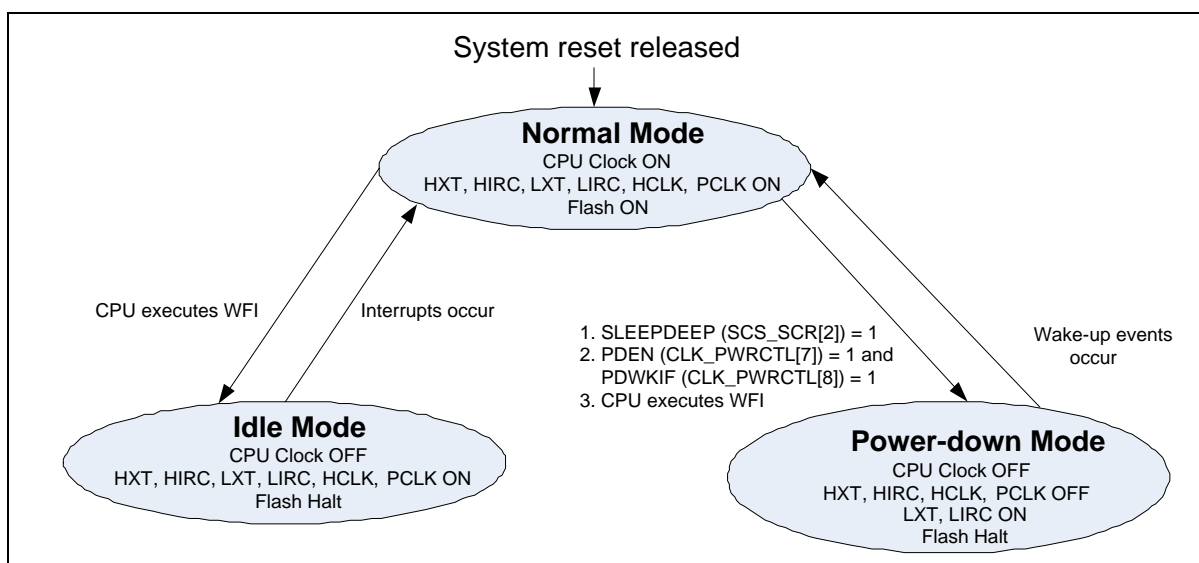 System reset released
Normal Mode
CPU Clock ON
HXT, HIRC, LXT, LIRC, HCLK, PCLK ON
Flash ON
CPU executes WFI
Interrupts occur
1. SLEEPDEEP (SCS_SCR[2]) = 1
2. PDEN (CLK_PWRCTL[7]) = 1 and
PDWKIF (CLK_PWRCTL[8]) = 1
3. CPU executes WFI
Wake-up events
occur
Idle Mode
CPU Clock OFF
HXT, HIRC, LXT, LIRC, HCLK, PCLK ON
Flash Halt
Power-down Mode
CPU Clock OFF
HXT, HIRC, HCLK, PCLK OFF
LXT, LIRC ON
Flash Halt